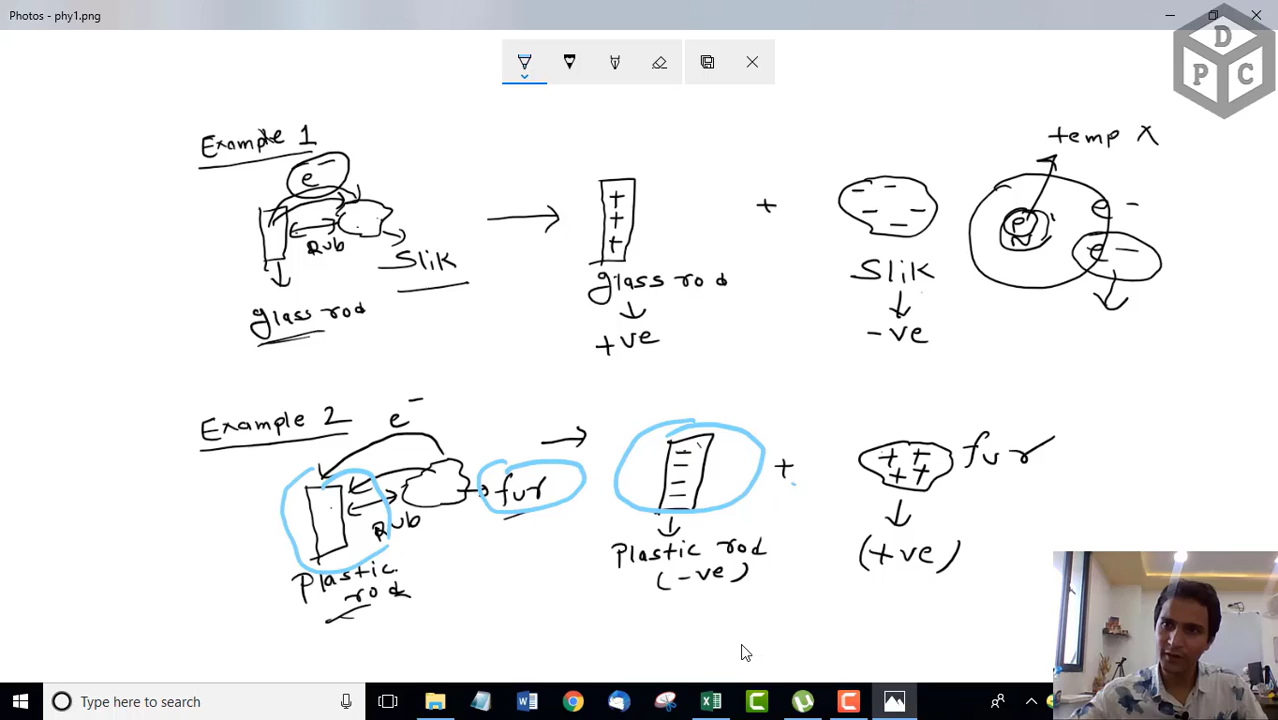 Photos - phy1.png
D
P C
Example 1
temp X
e -
Rub
Slik
glass rod
+ + +
glass rod
+ve
+
- - - - -
Slik
-ve
P
N
e -
e -
Example 2
e-
Rub
fur
Plastic
rod
- - - -
Plastic rod
(-ve)
+
+ + + +
fur
(+ve)
Type here to search